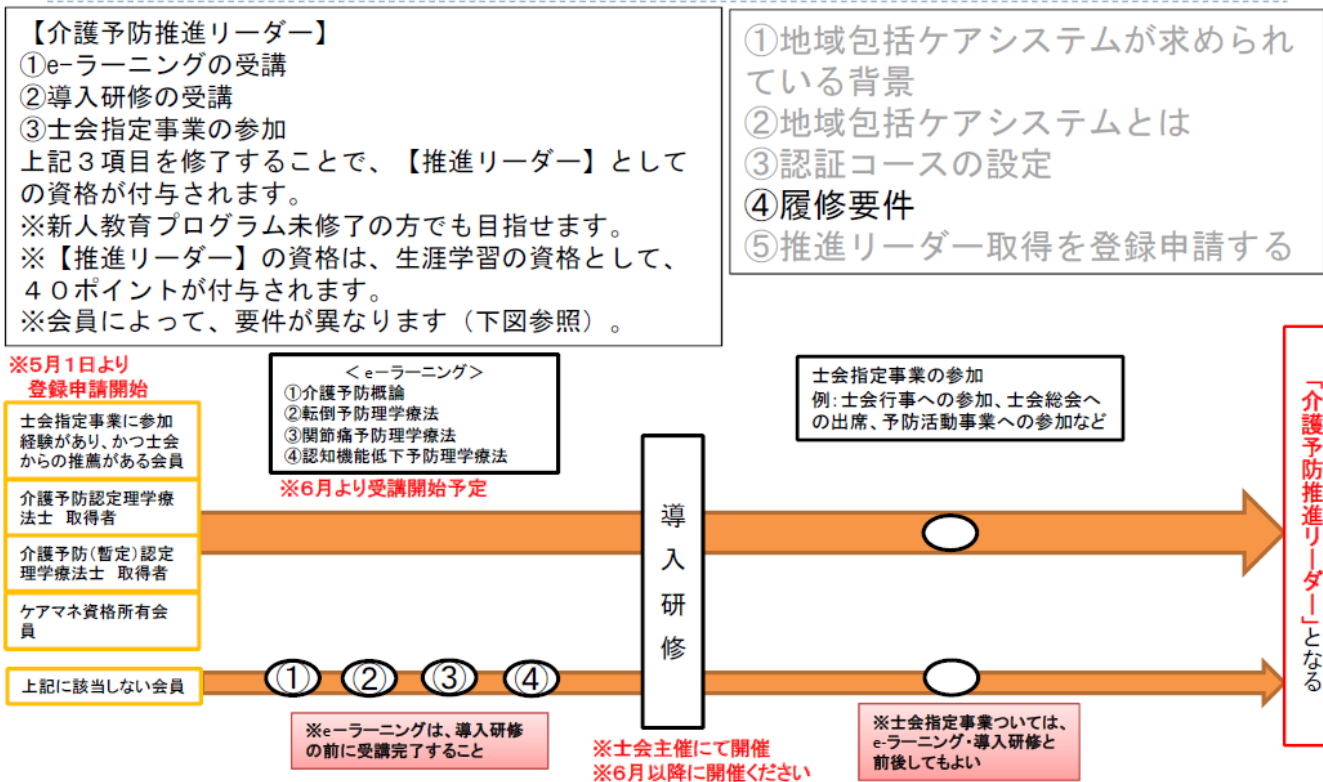 【介護予防推進リーダー】
①e-ラーニングの受講
②導入研修の受講
③士会指定事業の参加
上記３項目を修了することで、【推進リーダー】として
の資格が付与されます。
※新人教育プログラム未修了の方でも目指せます。
※【推進リーダー】の資格は、生涯学習の資格として、
４０ポイントが付与されます。
※会員によって、要件が異なります（下図参照）。
①地域包括ケアシステムが求められ
ている背景
②地域包括ケアシステムとは
③認証コースの設定
④履修要件
⑤推進リーダー取得を登録申請する
※5月1日より
登録申請開始
士会指定事業に参加
経験があり、かつ士会
からの推薦がある会員
介護予防認定理学療
法士　取得者
介護予防(暫定)認定
理学療法士　取得者
ケアマネ資格所有会
員
上記に該当しない会員
＜eーラーニング＞
①介護予防概論
②転倒予防理学療法
③関節痛予防理学療法
④認知機能低下予防理学療法
※6月より受講開始予定
①
②
③
④
※eーラーニングは、導入研修
の前に受講完了すること
導入研修
※士会主催にて開催
※6月以降に開催ください
士会指定事業の参加
例：士会行事への参加、士会総会へ
の出席、予防活動事業への参加など
※士会指定事業ついては、
e-ラーニング・導入研修と
前後してもよい
「介護予防推進リーダー」となる